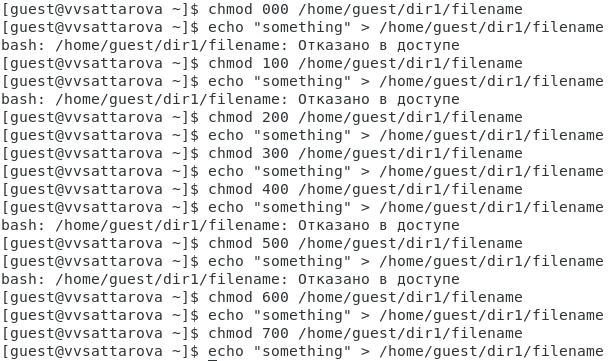 [guest@vvsattarova ~]$ chmod 000 /home/guest/dir1/filename
[guest@vvsattarova ~]$ echo "something" > /home/guest/dir1/filename
bash: /home/guest/dir1/filename: Отказано в доступе
[guest@vvsattarova ~]$ chmod 100 /home/guest/dir1/filename
[guest@vvsattarova ~]$ echo "something" > /home/guest/dir1/filename
bash: /home/guest/dir1/filename: Отказано в доступе
[guest@vvsattarova ~]$ chmod 200 /home/guest/dir1/filename
[guest@vvsattarova ~]$ echo "something" > /home/guest/dir1/filename
[guest@vvsattarova ~]$ chmod 300 /home/guest/dir1/filename
[guest@vvsattarova ~]$ echo "something" > /home/guest/dir1/filename
[guest@vvsattarova ~]$ chmod 400 /home/guest/dir1/filename
[guest@vvsattarova ~]$ echo "something" > /home/guest/dir1/filename
bash: /home/guest/dir1/filename: Отказано в доступе
[guest@vvsattarova ~]$ chmod 500 /home/guest/dir1/filename
[guest@vvsattarova ~]$ echo "something" > /home/guest/dir1/filename
bash: /home/guest/dir1/filename: Отказано в доступе
[guest@vvsattarova ~]$ chmod 600 /home/guest/dir1/filename
[guest@vvsattarova ~]$ echo "something" > /home/guest/dir1/filename
[guest@vvsattarova ~]$ chmod 700 /home/guest/dir1/filename
[guest@vvsattarova ~]$ echo "something" > /home/guest/dir1/filename